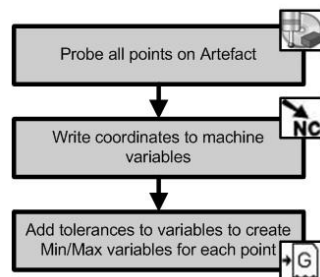 Probe all points on Artefact
Write coordinates to machine
NC
variables
Add tolerances to variables to create
Min/Max variables for each point
G